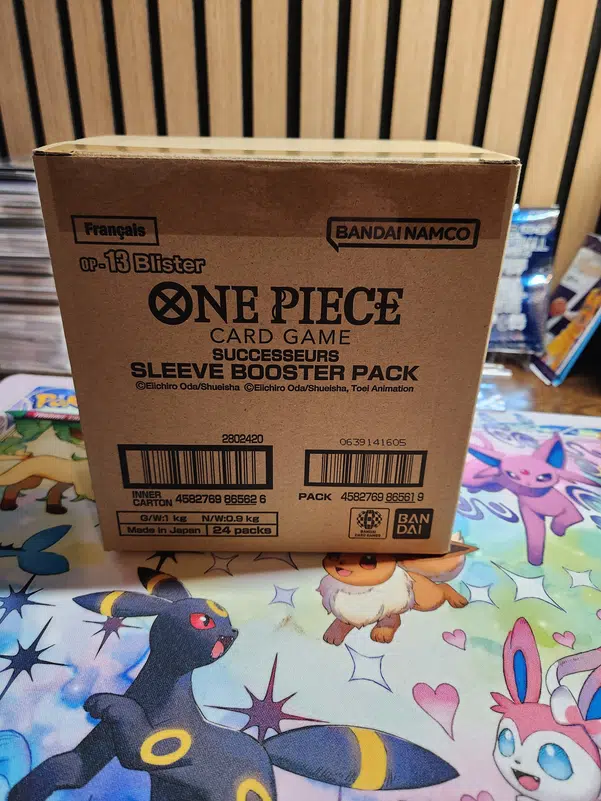 Français
BANDAI NAMCO
OP-13 Blister
ONE PIECE
CARD GAME
SUCCESSEURS
SLEEVE BOOSTER PACK
©Eiichiro Oda/Shueisha ©Eiichiro Oda/Shueisha, Toei Animation
2802420
0639141605
INNER CARTON 4582769 86562 6
PACK 4582769 86561 9
G/W:1 kg N/W:0.9 kg
Made in Japan 24 packs
BANDAI CARD GAMES
BANDAI